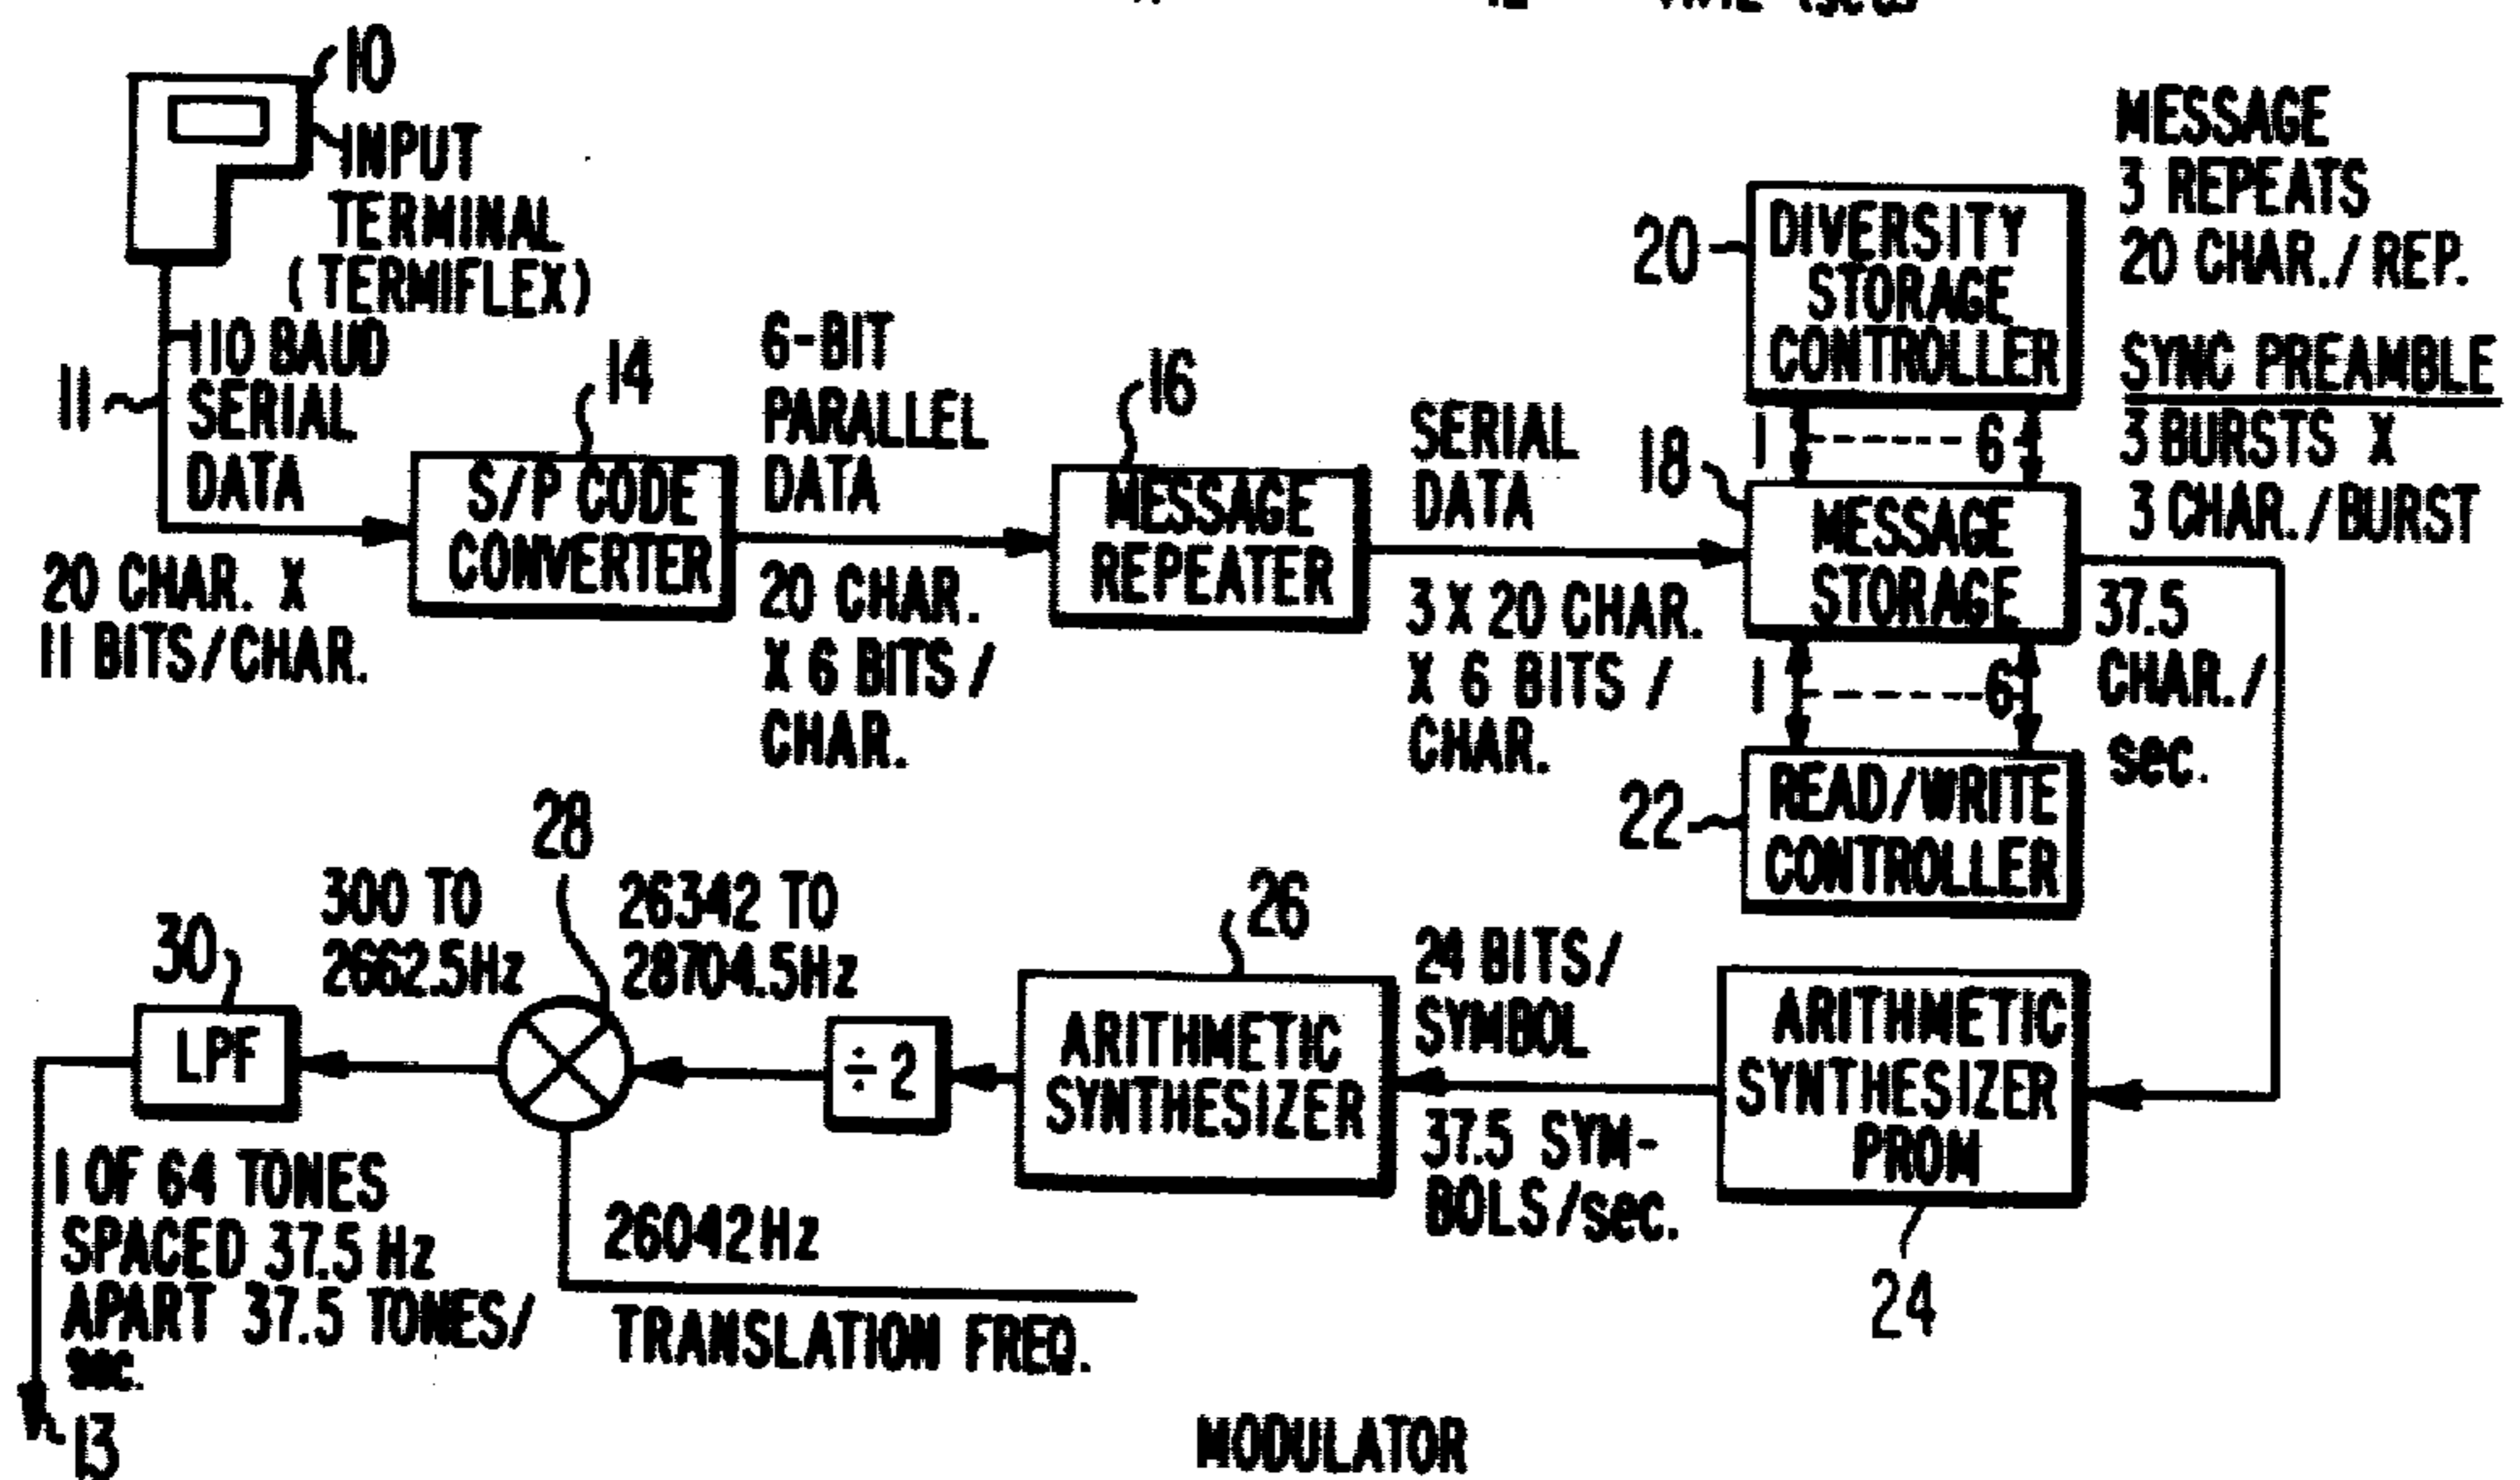 10
INPUT
TERMINAL
(TERMIFLEX)
110 BAUD
SERIAL
DATA
11
20 CHAR. X
11 BITS/CHAR.
14
S/P CODE
CONVERTER
6-BIT
PARALLEL
DATA
20 CHAR.
X 6 BITS/
CHAR.
16
MESSAGE
REPEATER
SERIAL
DATA
3 X 20 CHAR.
X 6 BITS/
CHAR.
20
DIVERSITY
STORAGE
CONTROLLER
1 ------ 6
18
MESSAGE
STORAGE
1 ------ 6
22
READ/WRITE
CONTROLLER
MESSAGE
3 REPEATS
20 CHAR./REP.
SYNC PREAMBLE
3 BURSTS X
3 CHAR./BURST
37.5
CHAR./
sec.
ARITHMETIC
SYNTHESIZER
PROM
24
24 BITS/
SYMBOL
37.5 SYM-
BOLS/sec.
26
ARITHMETIC
SYNTHESIZER
÷2
26342 TO
28704.5Hz
28
26042Hz
TRANSLATION FREQ.
300 TO
2662.5Hz
30
LPF
1 OF 64 TONES
SPACED 37.5 Hz
APART 37.5 TONES/
sec.
13
MODULATOR